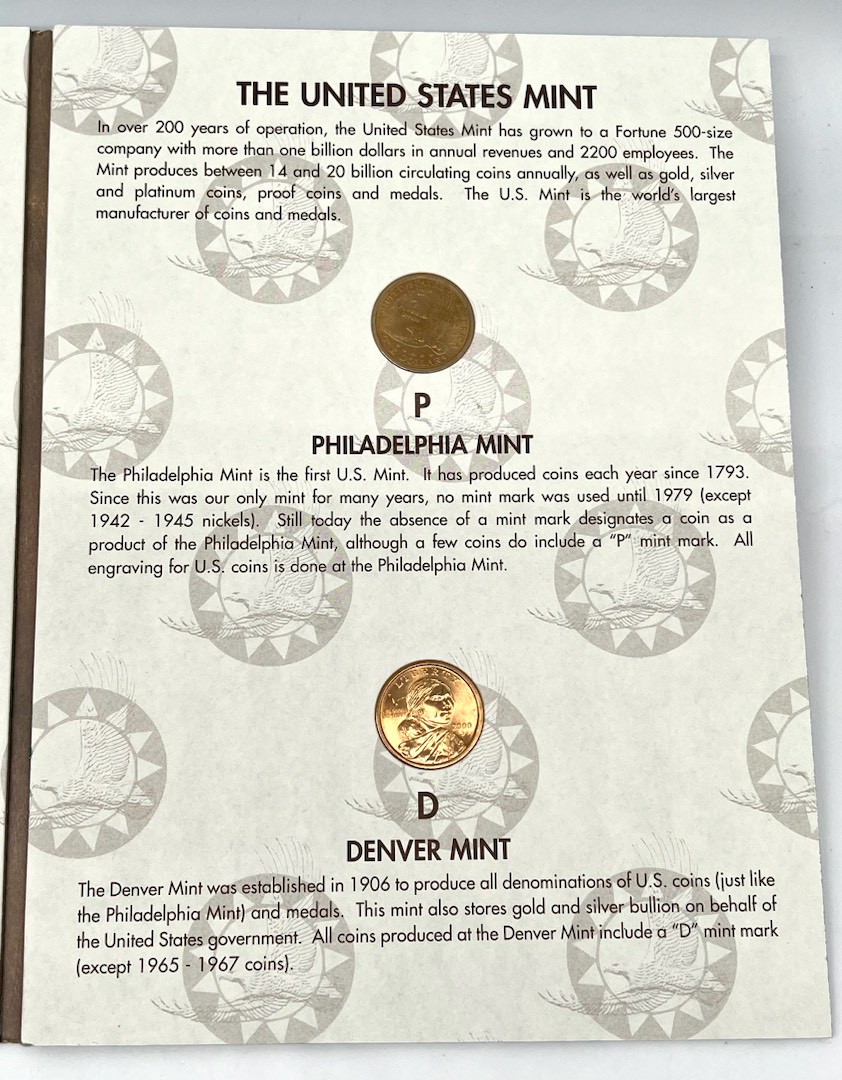 THE UNITED STATES MINT
In over 200 years of operation, the United States Mint has grown to a Fortune 500-size
company with more than one billion dollars in annual revenues and 2200 employees. The
Mint produces between 14 and 20 billion circulating coins annually, as well as gold, silver
and platinum coins, proof coins and medals. The U.S. Mint is the world's largest
manufacturer of coins and medals.
P
PHILADELPHIA MINT
The Philadelphia Mint is the first U.S. Mint. It has produced coins each year since 1793.
Since this was our only mint for many years, no mint mark was used until 1979 (except
1942 - 1945 nickels). Still today the absence of a mint mark designates a coin as a
product of the Philadelphia Mint, although a few coins do include a "P" mint mark. All
engraving for U.S. coins is done at the Philadelphia Mint.
LIBERTY
2000
D
DENVER MINT
The Denver Mint was established in 1906 to produce all denominations of U.S. coins (just like
the Philadelphia Mint) and medals. This mint also stores gold and silver bullion on behalf of
the United States government. All coins produced at the Denver Mint include a "D" mint mark
(except 1965 - 1967 coins).